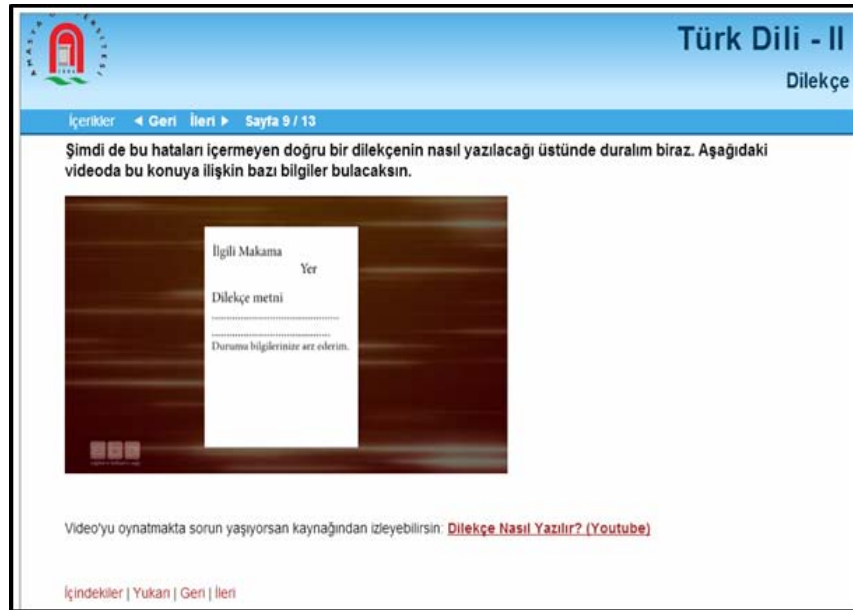 Türk Dili - II
Dilekçe
İçerikler ◄ Geri İleri ► Sayfa 9 / 13
Şimdi de bu hataları içermeyen doğru bir dilekçenin nasıl yazılacağı üstünde duralım biraz. Aşağıdaki
videoda bu konuya ilişkin bazı bilgiler bulacaksın.
İlgili Makama
Yer
Dilekçe metni
............................................
........................................
Durumu bilgilerinize arz ederim.
Video'yu oynatmakta sorun yaşıyorsan kaynağından izleyebilirsin: Dilekçe Nasıl Yazılır? (Youtube)
İçindekiler | Yukarı | Geri | İleri